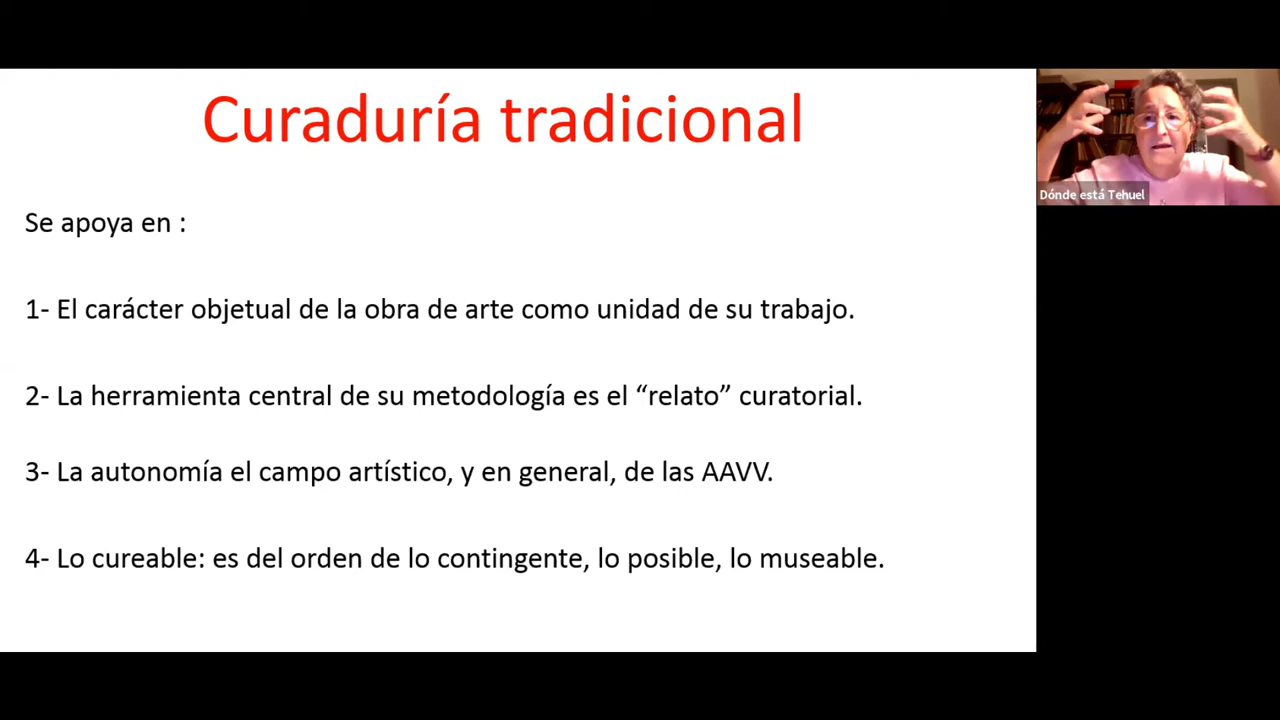 Curaduría tradicional
Se apoya en :
1- El carácter objetual de la obra de arte como unidad de su trabajo.
2- La herramienta central de su metodología es el “relato” curatorial.
3- La autonomía el campo artístico, y en general, de las AAVV.
4- Lo cureable: es del orden de lo contingente, lo posible, lo museable.
Dónde está Tehuel